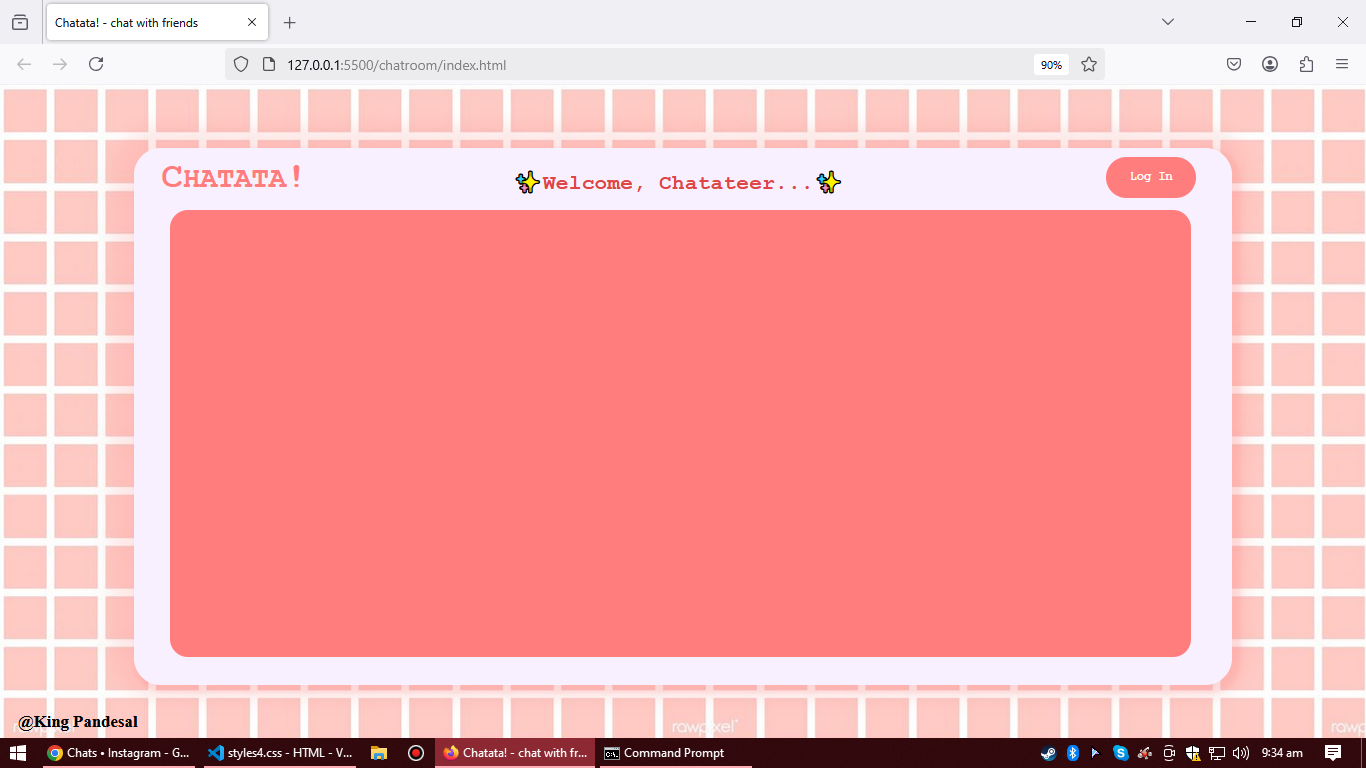 Chatata! - chat with friends
127.0.0.1:5500/chatroom/index.html
90%
CHATATA!
✨Welcome, Chatateer...✨
Log In
@King Pandesal
rawpixel
Chats • Instagram - G...
styles4.css - HTML - V...
Chatata! - chat with fr...
Command Prompt
9:34 am